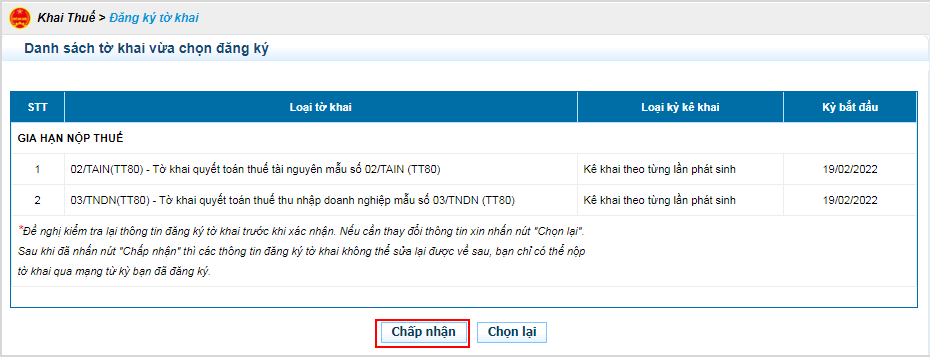 Khai Thuế > Đăng ký tờ khai
Danh sách tờ khai vừa chọn đăng ký
STT Loại tờ khai Loại kỳ kê khai Kỳ bắt đầu
GIA HẠN NỘP THUẾ
1 02/TAIN(TT80) - Tờ khai quyết toán thuế tài nguyên mẫu số 02/TAIN (TT80) Kê khai theo từng lần phát sinh 19/02/2022
2 03/TNDN(TT80) - Tờ khai quyết toán thuế thu nhập doanh nghiệp mẫu số 03/TNDN (TT80) Kê khai theo từng lần phát sinh 19/02/2022
*Đề nghị kiểm tra lại thông tin đăng ký tờ khai trước khi xác nhận. Nếu cần thay đổi thông tin xin nhấn nút "Chọn lại".
Sau khi đã nhấn nút "Chấp nhận" thì các thông tin đăng ký tờ khai không thể sửa lại được về sau, bạn chỉ có thể nộp
tờ khai qua mạng từ kỳ bạn đã đăng ký.
Chấp nhận Chọn lại